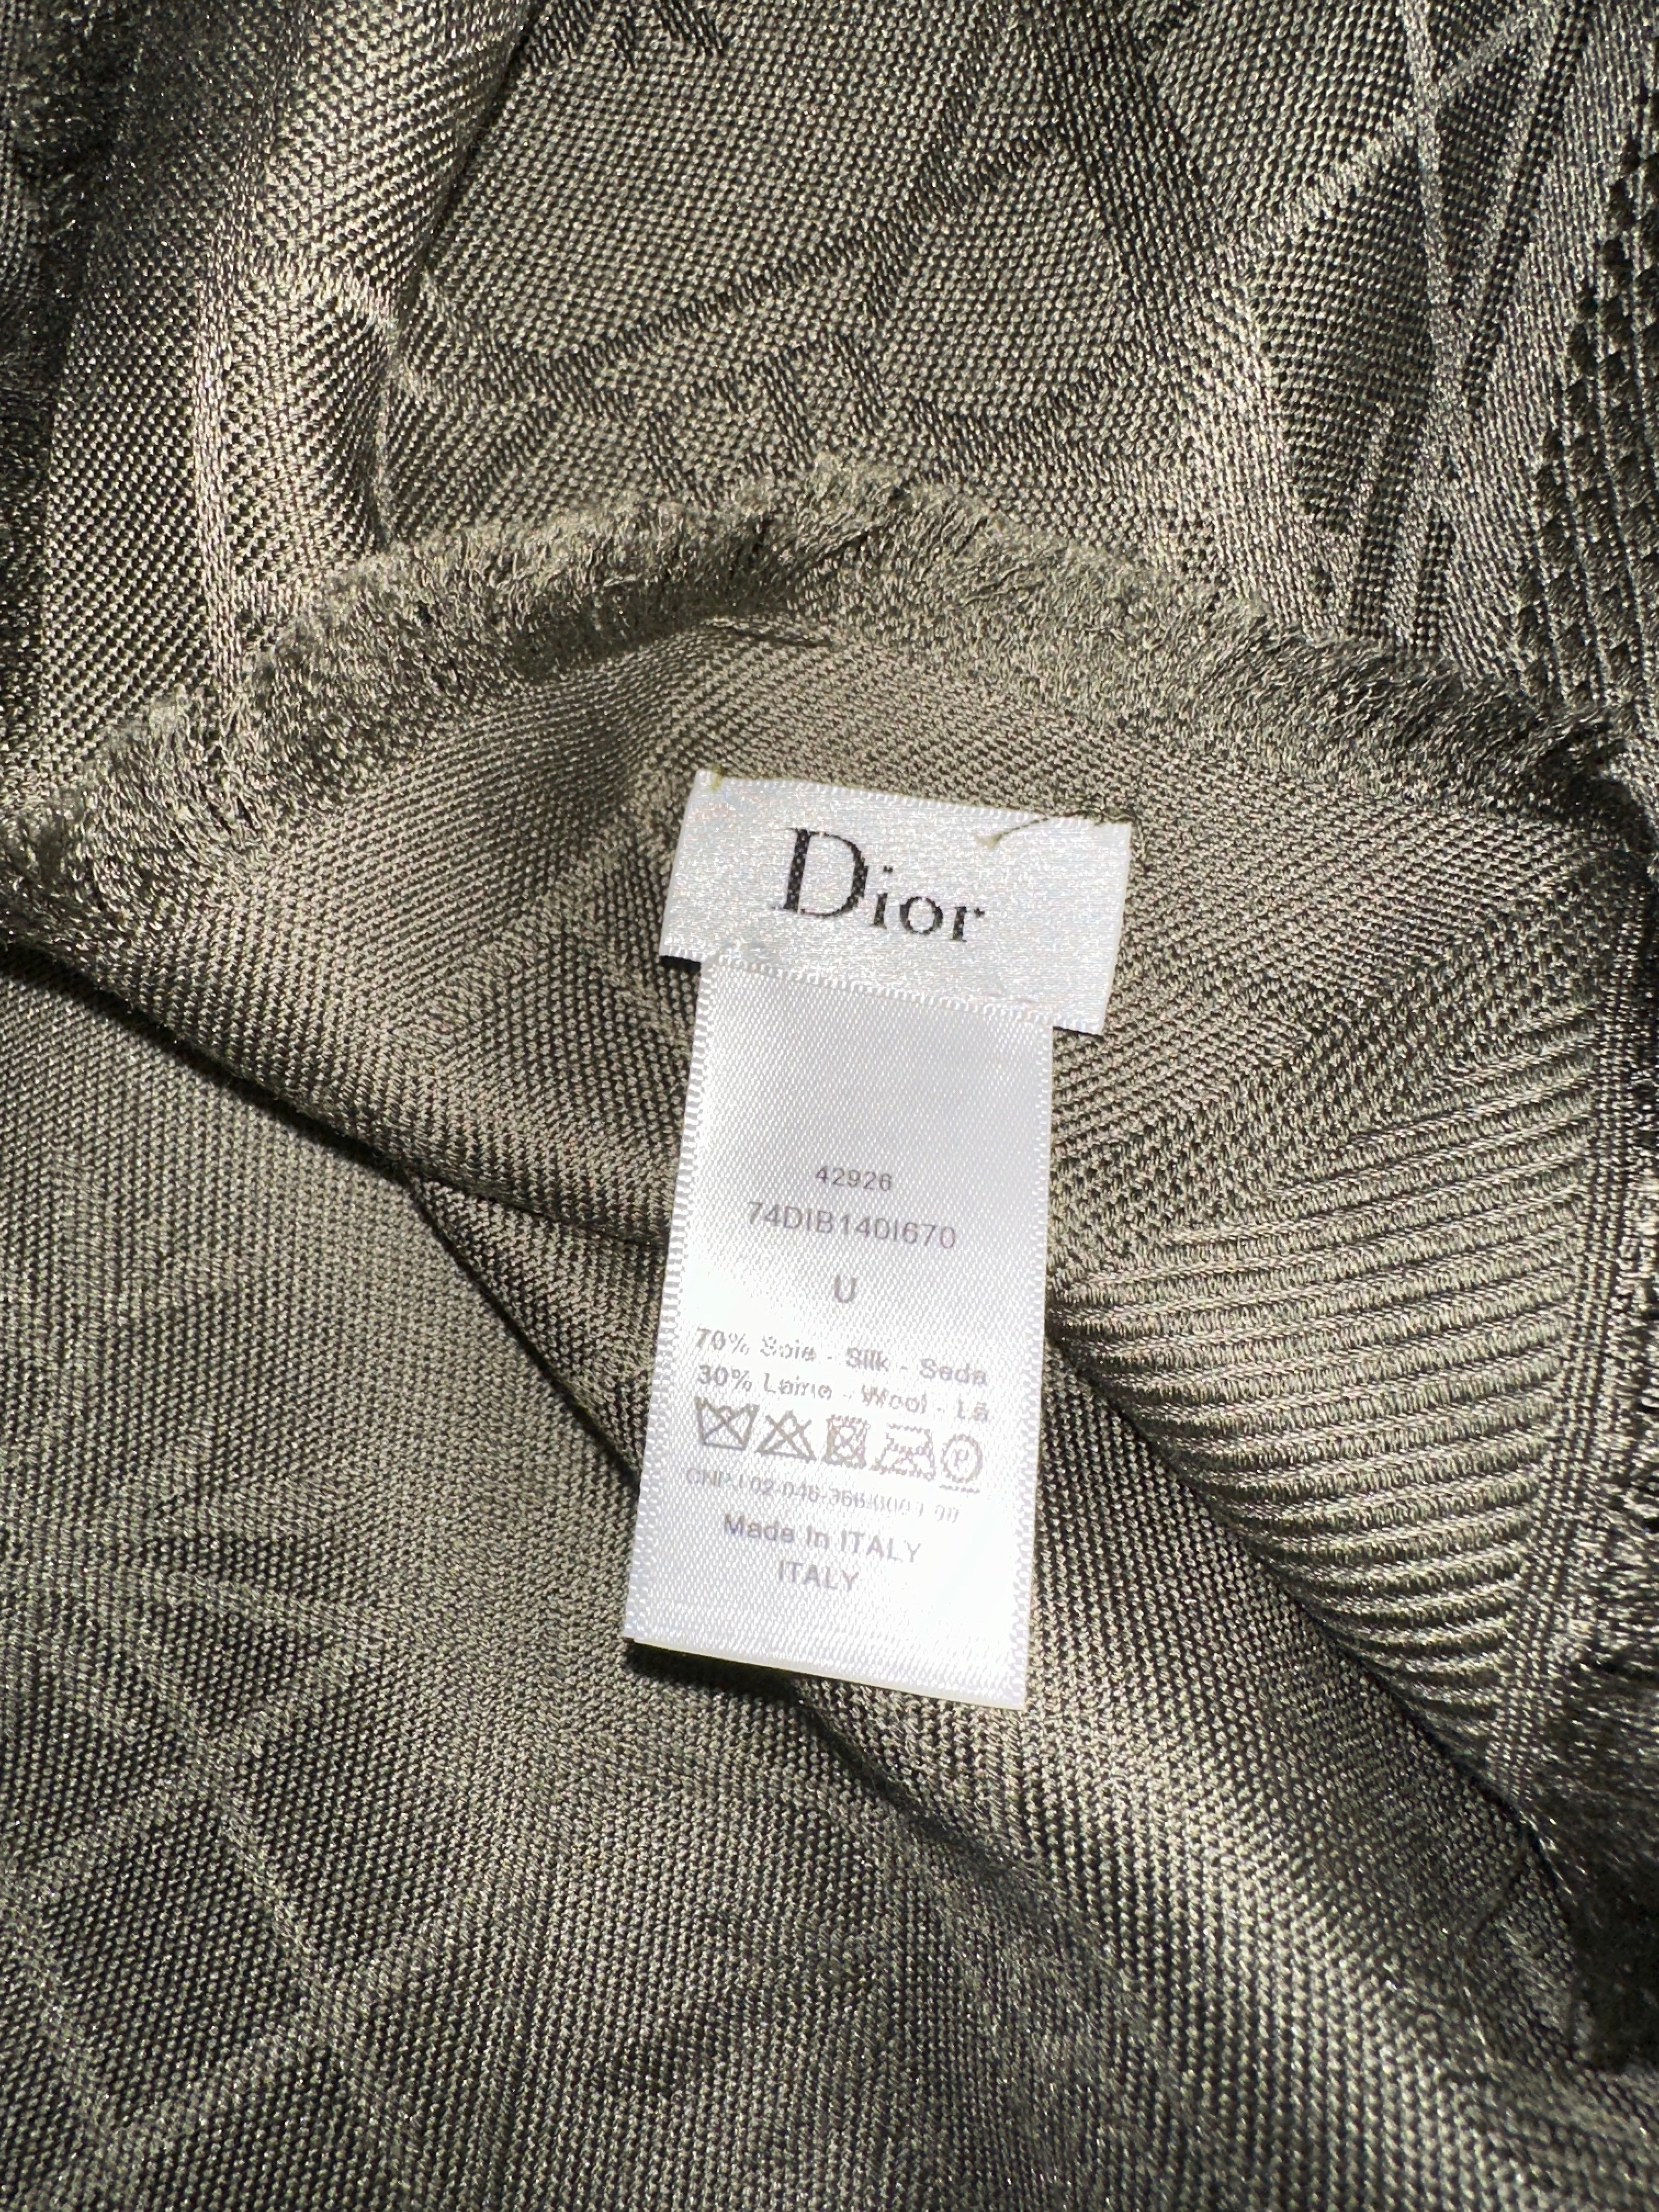 Dior
42926
74DIB140I670
U
70% Soie - Silk - Seda
30% Laine - Wool - Lã
P
Made in ITALY
ITALY